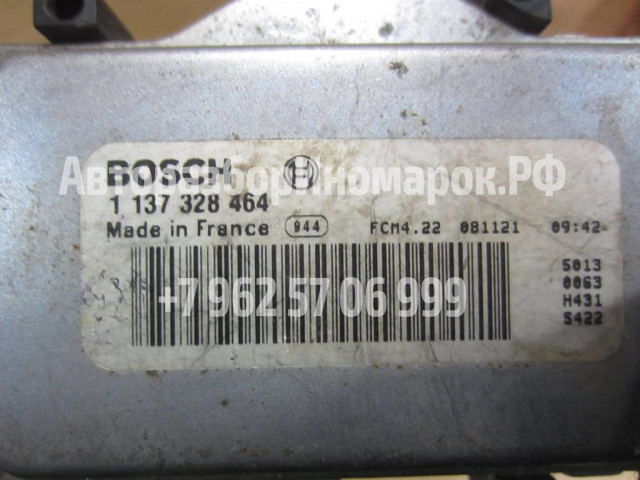 BOSCH
АвторазборИномарок.РФ
1 137 328 464
Made in France 944 FCM4.22 081121 09:42
5013
0063
H431
S422
+7 962 57 06 999